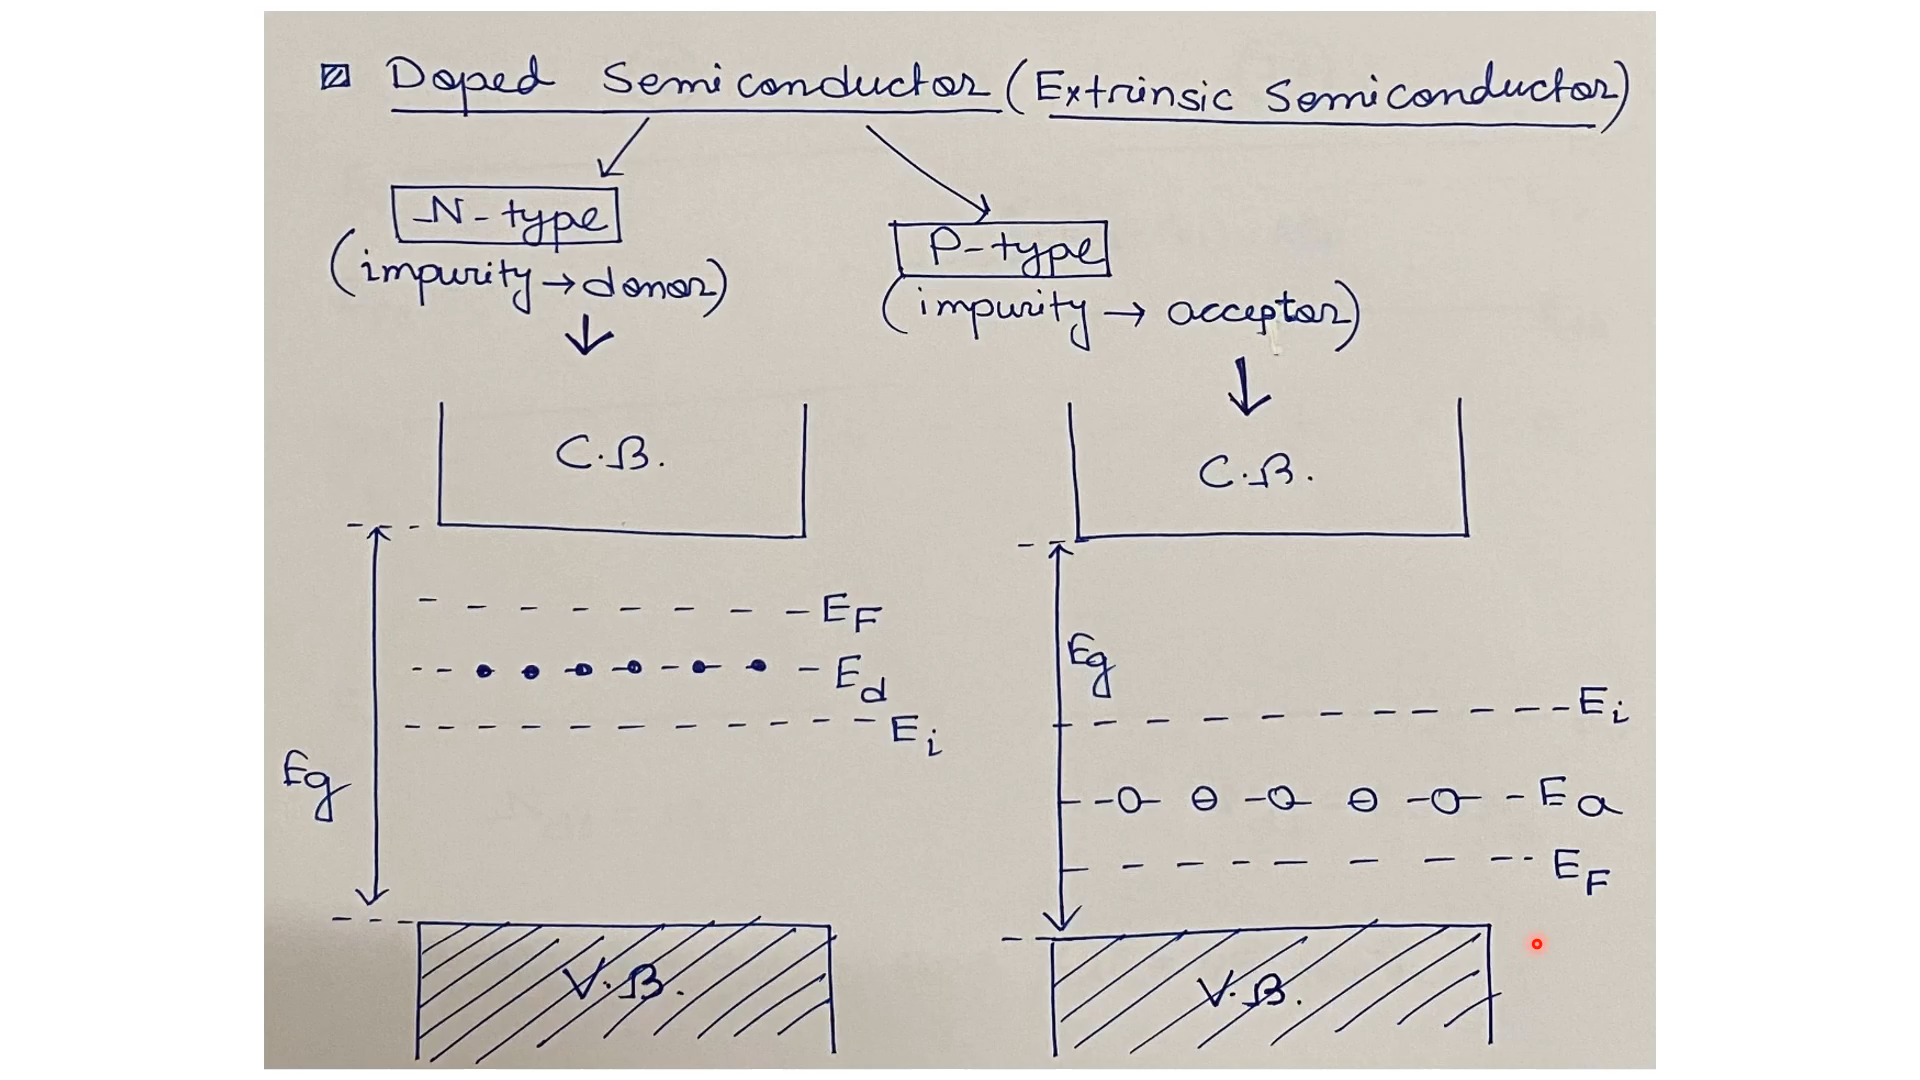 Doped Semiconductor (Extrinsic Semiconductor)
N-type
(impurity → donor)
P-type
(impurity → acceptor)
C.B.
EF
Ed
Ei
Eg
V.B.
C.B.
Eg
Ei
Ea
EF
V.B.